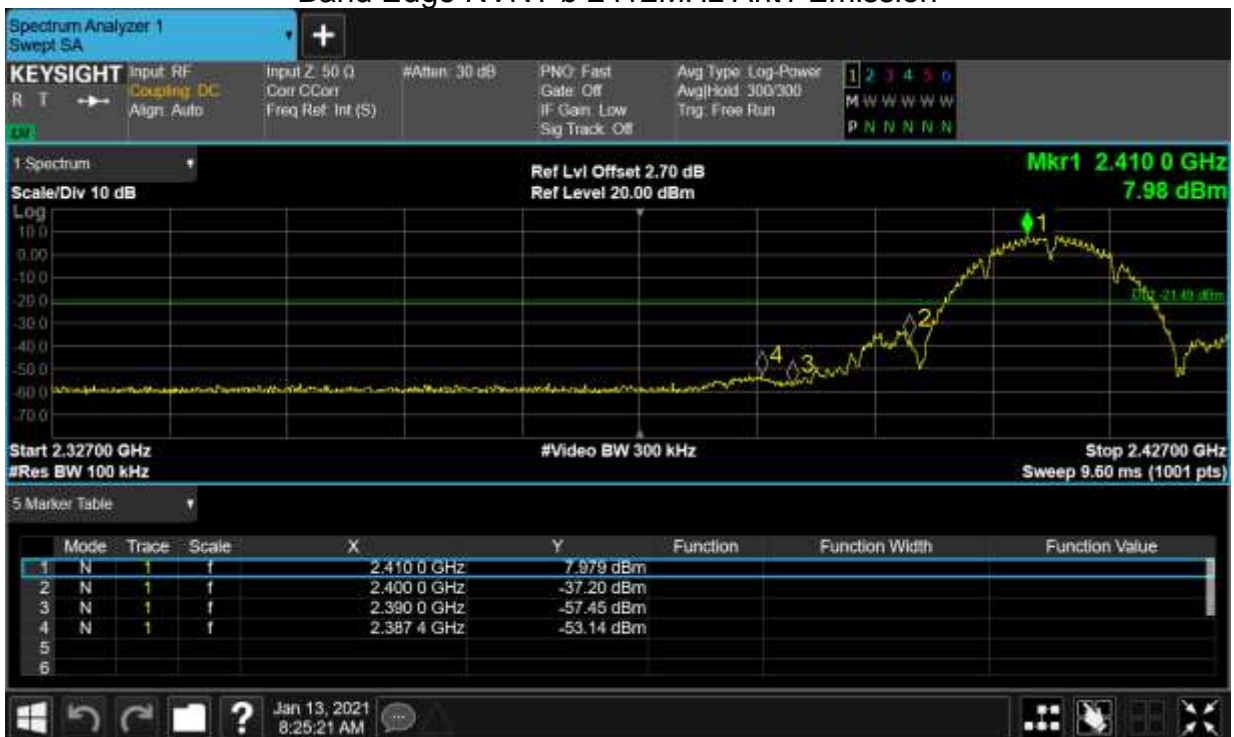 Band Edge NVNT b 2412MHz Ant1 Emission
Spectrum Analyzer 1
Swept SA
+
KEYSIGHT
R T
Input: RF
Coupling: DC
Align: Auto
Input Z: 50 Ω
Corr CCorr
Freq Ref: Int (S)
#Atten: 30 dB
PNO: Fast
Gate: Off
IF Gain: Low
Sig Track: Off
Avg Type: Log-Power
Avg|Hold: 300/300
Trig: Free Run
1 2 3 4 5 6
M W W W W W
P N N N N N
1 Spectrum
Scale/Div 10 dB
Log
Ref Lvl Offset 2.70 dB
Ref Level 20.00 dBm
Mkr1 2.410 0 GHz
7.98 dBm
10.0
0.00
-10.0
-20.0
-30.0
-40.0
-50.0
-60.0
-70.0
1
2
3
4
-21.49 dBm
Start 2.32700 GHz
#Res BW 100 kHz
#Video BW 300 kHz
Stop 2.42700 GHz
Sweep 9.60 ms (1001 pts)
5 Marker Table
Mode Trace Scale X Y Function Function Width Function Value
1 N 1 f 2.410 0 GHz 7.979 dBm
2 N 1 f 2.400 0 GHz -37.20 dBm
3 N 1 f 2.390 0 GHz -57.45 dBm
4 N 1 f 2.387 4 GHz -53.14 dBm
5
6
?
Jan 13, 2021
8:25:21 AM